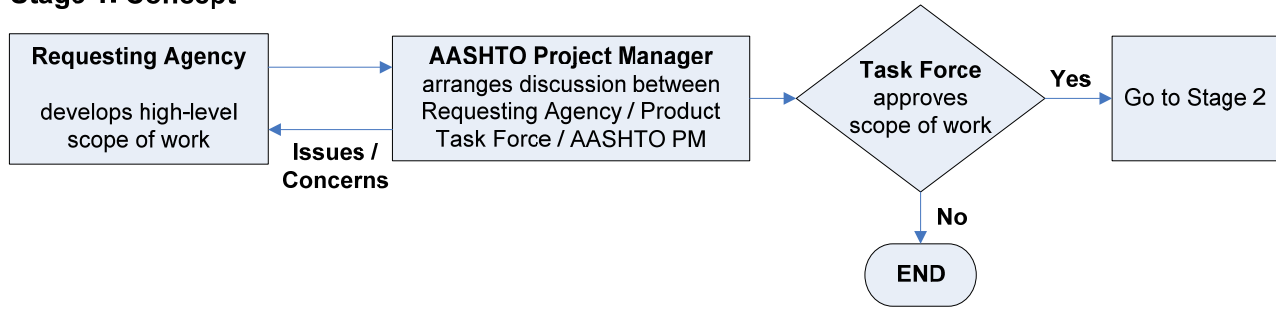 Stage 1: Concept
Requesting Agency
develops high-level
scope of work
Issues /
Concerns
AASHTO Project Manager
arranges discussion between
Requesting Agency / Product
Task Force / AASHTO PM
Task Force
approves
scope of work
Yes
Go to Stage 2
No
END